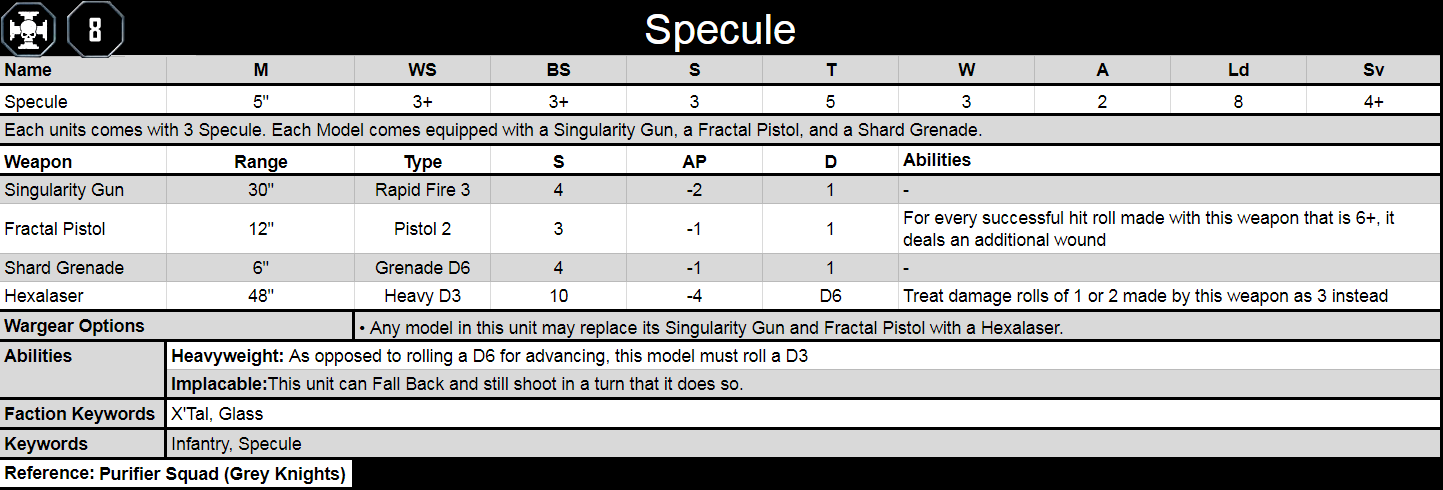 8 Specule
Name M WS BS S T W A Ld Sv
Specule 5" 3+ 3+ 3 5 3 2 8 4+
Each units comes with 3 Specule. Each Model comes equipped with a Singularity Gun, a Fractal Pistol, and a Shard Grenade.
Weapon Range Type S AP D Abilities
Singularity Gun 30" Rapid Fire 3 4 -2 1 -
Fractal Pistol 12" Pistol 2 3 -1 1 For every successful hit roll made with this weapon that is 6+, it
deals an additional wound
Shard Grenade 6" Grenade D6 4 -1 1 -
Hexalaser 48" Heavy D3 10 -4 D6 Treat damage rolls of 1 or 2 made by this weapon as 3 instead
Wargear Options • Any model in this unit may replace its Singularity Gun and Fractal Pistol with a Hexalaser.
Abilities Heavyweight: As opposed to rolling a D6 for advancing, this model must roll a D3
Implacable:This unit can Fall Back and still shoot in a turn that it does so.
Faction Keywords X'Tal, Glass
Keywords Infantry, Specule
Reference: Purifier Squad (Grey Knights)